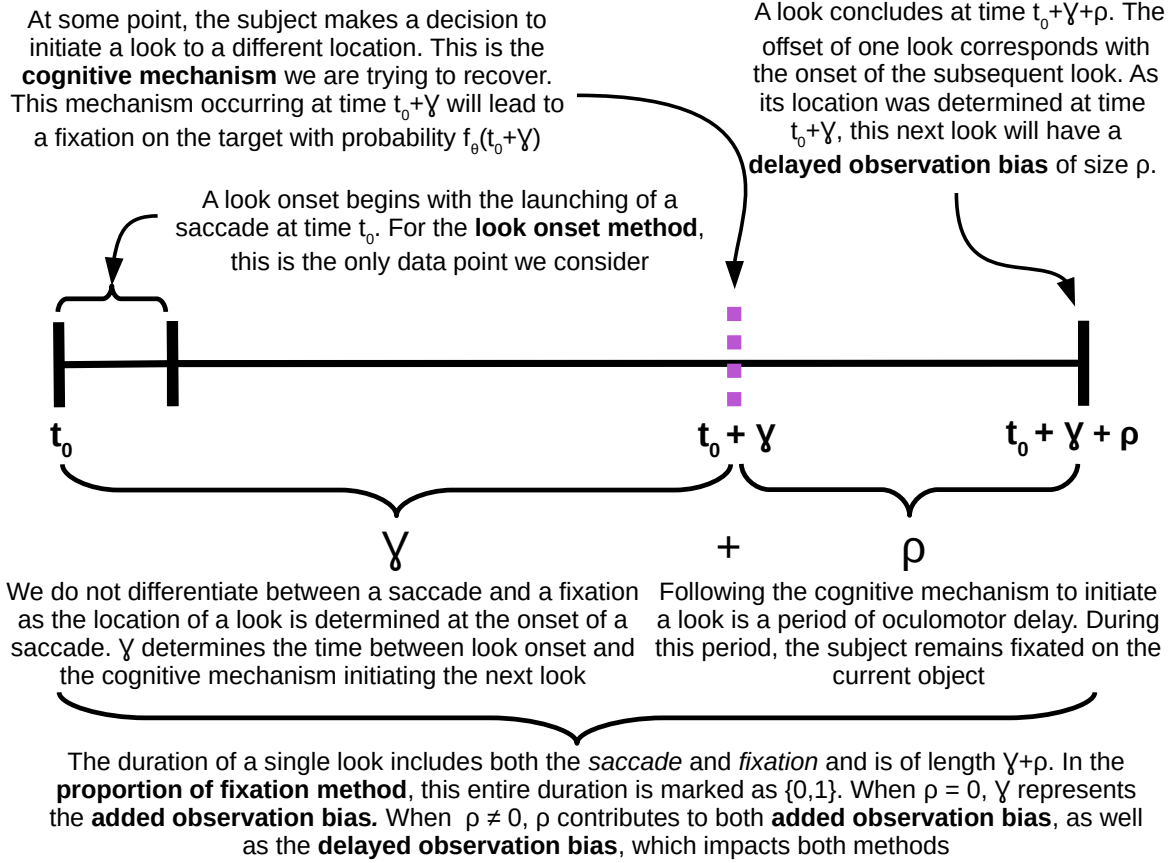 At some point, the subject makes a decision to
initiate a look to a different location. This is the
cognitive mechanism we are trying to recover.
This mechanism occurring at time t₀+Ɣ will lead to
a fixation on the target with probability f_θ(t₀+Ɣ)
A look concludes at time t₀+Ɣ+ρ. The
offset of one look corresponds with
the onset of the subsequent look. As
its location was determined at time
t₀+Ɣ, this next look will have a
delayed observation bias of size ρ.
A look onset begins with the launching of a
saccade at time t₀. For the look onset method,
this is the only data point we consider
t₀
t₀ + Ɣ
t₀ + Ɣ + ρ
Ɣ + ρ
We do not differentiate between a saccade and a fixation
as the location of a look is determined at the onset of a
saccade. Ɣ determines the time between look onset and
the cognitive mechanism initiating the next look
Following the cognitive mechanism to initiate
a look is a period of oculomotor delay. During
this period, the subject remains fixated on the
current object
The duration of a single look includes both the saccade and fixation and is of length Ɣ+ρ. In the
proportion of fixation method, this entire duration is marked as {0,1}. When ρ = 0, Ɣ represents
the added observation bias. When ρ ≠ 0, ρ contributes to both added observation bias, as well
as the delayed observation bias, which impacts both methods